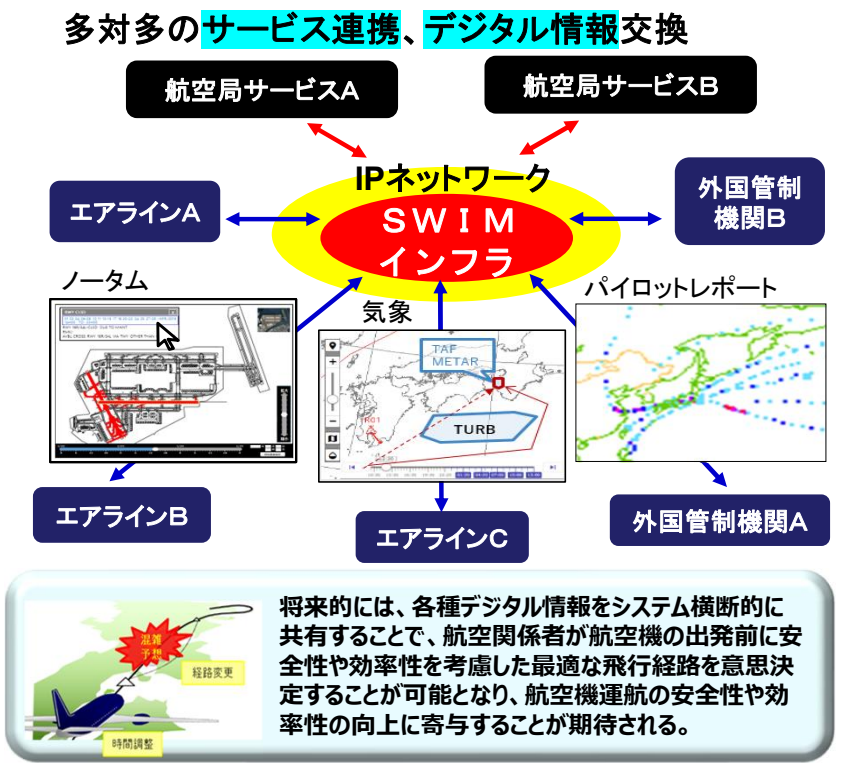 多対多のサービス連携、デジタル情報交換
航空局サービスA
航空局サービスB
IPネットワーク
SWIM
インフラ
エアラインA
外国管制
機関B
ノータム
気象
パイロットレポート
TAF
METAR
TURB
エアラインB
エアラインC
外国管制機関A
混雑
予想
経路変更
時間調整
将来的には、各種デジタル情報をシステム横断的に
共有することで、航空関係者が航空機の出発前に安
全性や効率性を考慮した最適な飛行経路を意思決
定することが可能となり、航空機運航の安全性や効
率性の向上に寄与することが期待される。